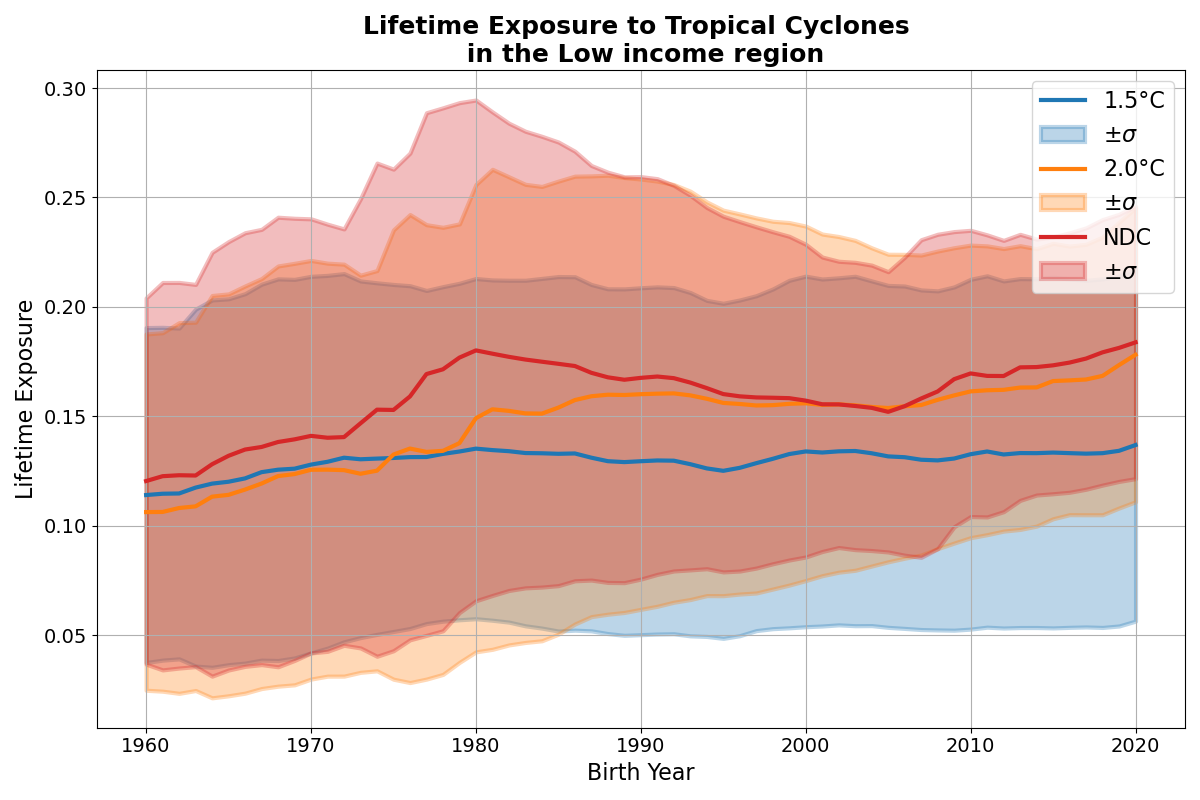 Lifetime Exposure to Tropical Cyclones
in the Low income region
Lifetime Exposure
0.30
0.25
0.20
0.15
0.10
0.05
1960
1970
1980
1990
2000
2010
2020
Birth Year
1.5°C
±σ
2.0°C
±σ
NDC
±σ